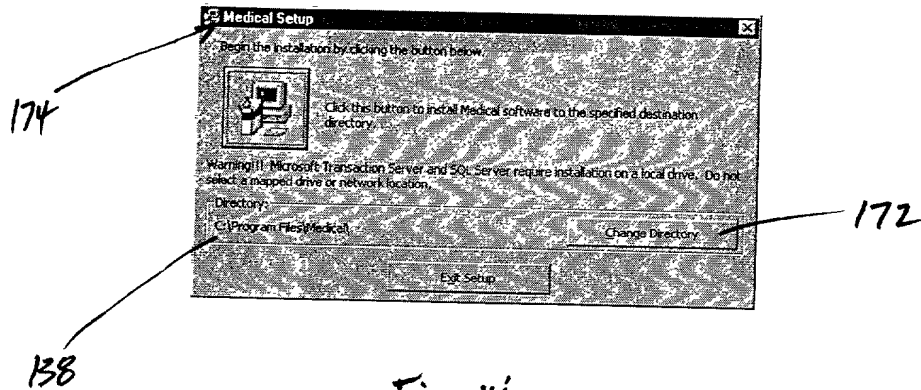 Medical Setup
Begin the installation by clicking the button below.
174
Click this button to install Medical software to the specified destination
directory.
Warning!!! Microsoft Transaction Server and SQL Server require installation on a local drive. Do not
select a mapped drive or network location.
Directory:
C:\Program Files\Medical\
Change Directory
172
Exit Setup
138